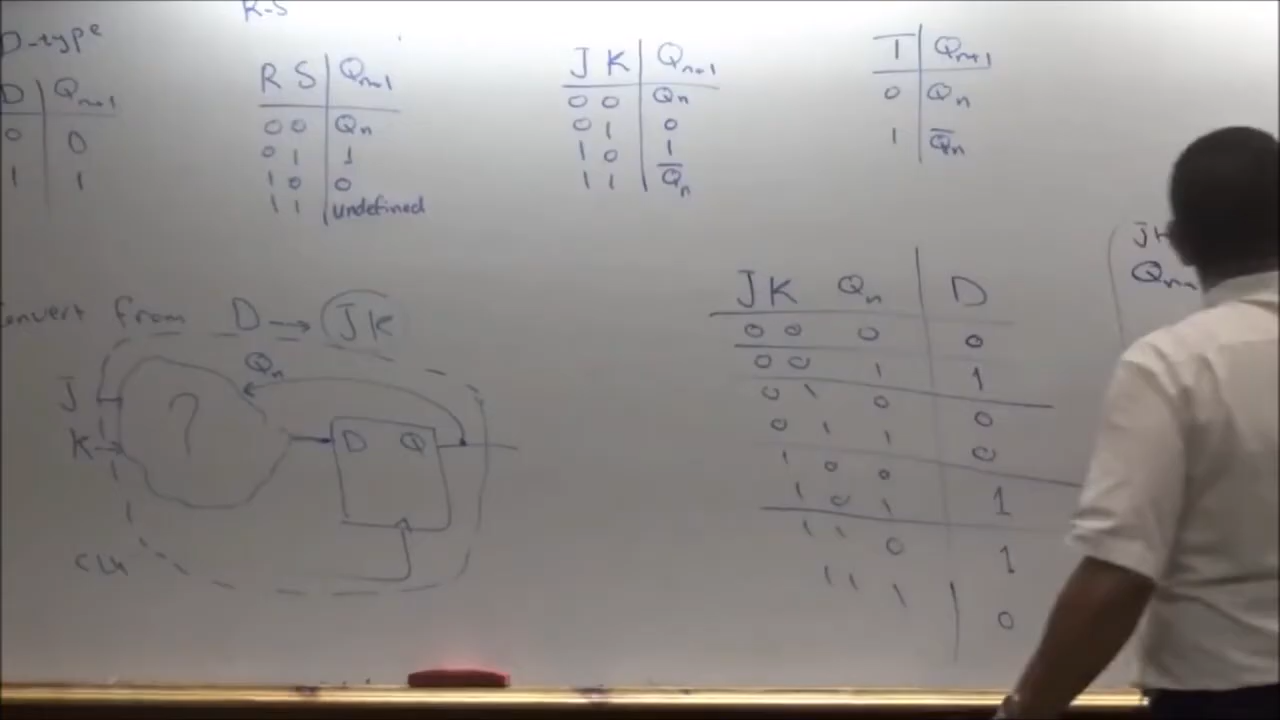 R-S
D-type
D Qn+1
0 0
1 1
R S Qn+1
0 0 Qn
0 1 1
1 0 0
1 1 undefined
J K Qn+1
0 0 Qn
0 1 0
1 0 1
1 1 Q̅n
T Qn+1
0 Qn
1 Q̅n
Convert from D → JK
Qn
J
K
?
D Q
CLK
J K Qn D
0 0 0 0
0 0 1 1
0 1 0 0
0 1 1 0
1 0 0
1 0 1 1
1 1 0 1
1 1 1 0
JK